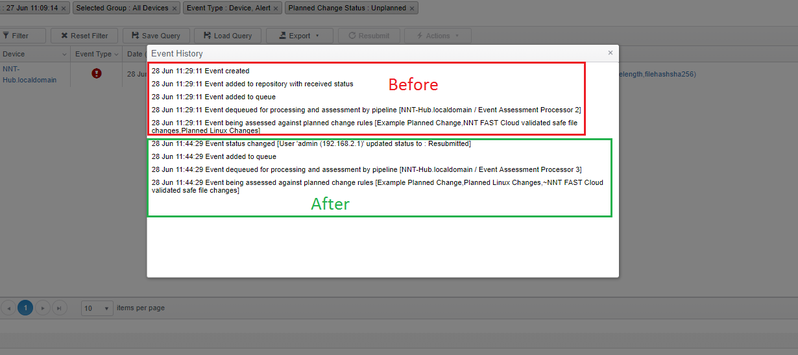 : 27 Jun 11:09:14 × Selected Group : All Devices × Event Type : Device, Alert × Planned Change Status : Unplanned ×
Filter Reset Filter Save Query Load Query Export Resubmit Actions
Device Event Type Date
NNT-Hub.localdomain
28 Jun
elength,filehashsha256)
Event History ×
28 Jun 11:29:11 Event created
28 Jun 11:29:11 Event added to repository with received status
28 Jun 11:29:11 Event added to queue
28 Jun 11:29:11 Event dequeued for processing and assessment by pipeline [NNT-Hub.localdomain / Event Assessment Processor 2]
28 Jun 11:29:11 Event being assessed against planned change rules [Example Planned Change,NNT FAST Cloud validated safe file
changes,Planned Linux Changes]
Before
28 Jun 11:44:29 Event status changed [User 'admin (192.168.2.1)' updated status to : Resubmitted]
28 Jun 11:44:29 Event added to queue
28 Jun 11:44:29 Event dequeued for processing and assessment by pipeline [NNT-Hub.localdomain / Event Assessment Processor 3]
28 Jun 11:44:29 Event being assessed against planned change rules [Example Planned Change,Planned Linux Changes,~NNT FAST Cloud
validated safe file changes]
After
1 10 items per page